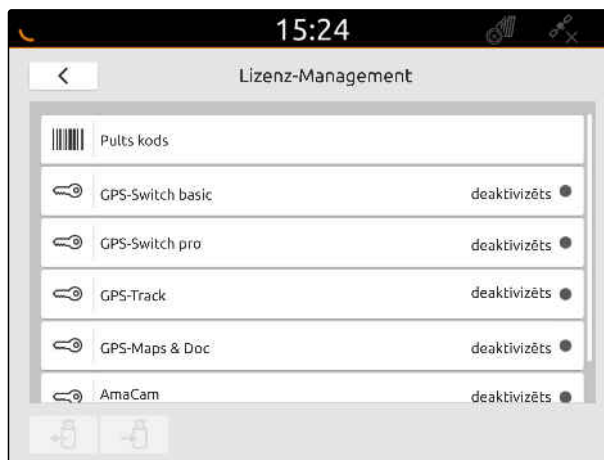 15:24
Lizenz-Management
Pults kods
GPS-Switch basic deaktivizēts
GPS-Switch pro deaktivizēts
GPS-Track deaktivizēts
GPS-Maps & Doc deaktivizēts
AmaCam deaktivizēts